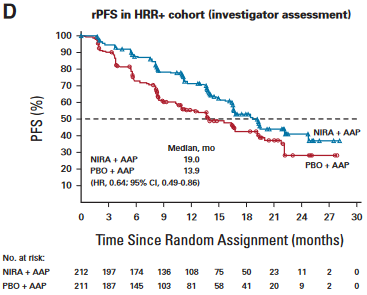 D
rPFS in HRR+ cohort (investigator assessment)
PFS (%)
100
90
80
70
60
50
40
30
20
10
NIRA + AAP
PBO + AAP
Median, mo
NIRA + AAP 19.0
PBO + AAP 13.9
(HR, 0.64; 95% CI, 0.49-0.86)
0 3 6 9 12 15 18 21 24 27 30
Time Since Random Assignment (months)
No. at risk:
NIRA + AAP 212 197 174 136 108 75 50 23 11 2 0
PBO + AAP 211 187 145 103 81 58 41 20 9 2 0